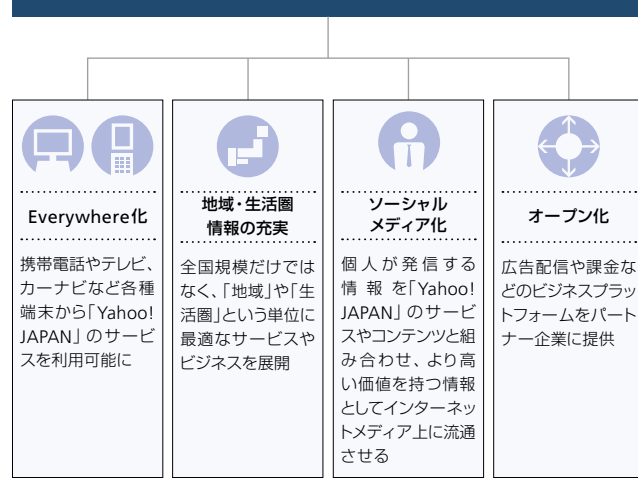 Everywhere化
携帯電話やテレビ、
カーナビなど各種
端末から「Yahoo!
JAPAN」のサービ
スを利用可能に
地域・生活圏
情報の充実
全国規模だけでは
なく、「地域」や「生
活圏」という単位に
最適なサービスや
ビジネスを展開
ソーシャル
メディア化
個人が発信する
情報を「Yahoo!
JAPAN」のサービ
スやコンテンツと組
み合わせ、より高
い価値を持つ情報
としてインターネッ
トメディア上に流通
させる
オープン化
広告配信や課金な
どのビジネスプラッ
トフォームをパート
ナー企業に提供